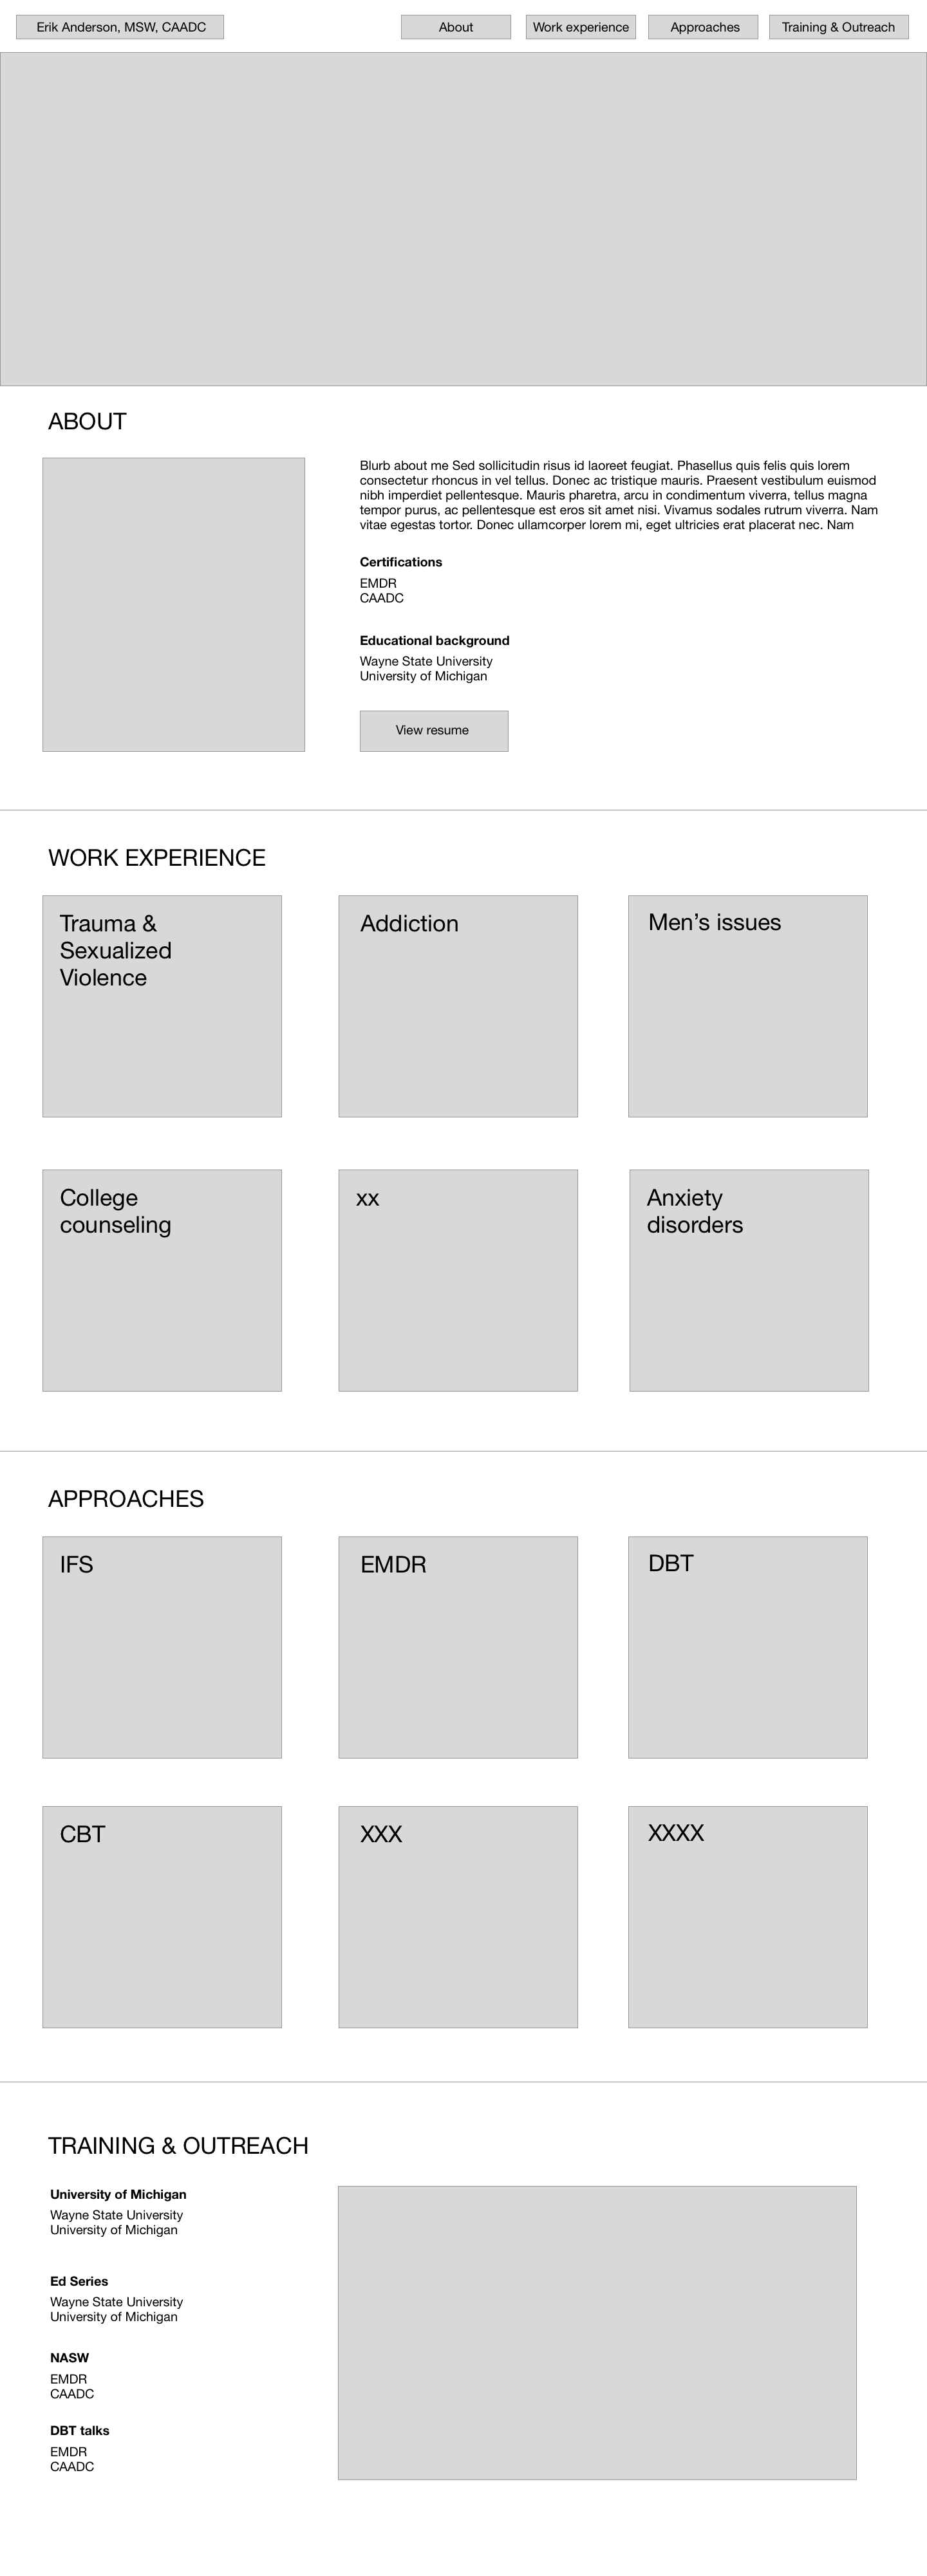 Erik Anderson, MSW, CAADC
About
Work experience
Approaches
Training & Outreach
ABOUT
Blurb about me Sed sollicitudin risus id laoreet feugiat. Phasellus quis felis quis lorem
consectetur rhoncus in vel tellus. Donec ac tristique mauris. Praesent vestibulum euismod
nibh imperdiet pellentesque. Mauris pharetra, arcu in condimentum viverra, tellus magna
tempor purus, ac pellentesque est eros sit amet nisi. Vivamus sodales rutrum viverra. Nam
vitae egestas tortor. Donec ullamcorper lorem mi, eget ultricies erat placerat nec. Nam
Certifications
EMDR
CAADC
Educational background
Wayne State University
University of Michigan
View resume
WORK EXPERIENCE
Trauma &
Sexualized
Violence
Addiction
Men’s issues
College
counseling
xx
Anxiety
disorders
APPROACHES
IFS
EMDR
DBT
CBT
XXX
XXXX
TRAINING & OUTREACH
University of Michigan
Wayne State University
University of Michigan
Ed Series
Wayne State University
University of Michigan
NASW
EMDR
CAADC
DBT talks
EMDR
CAADC